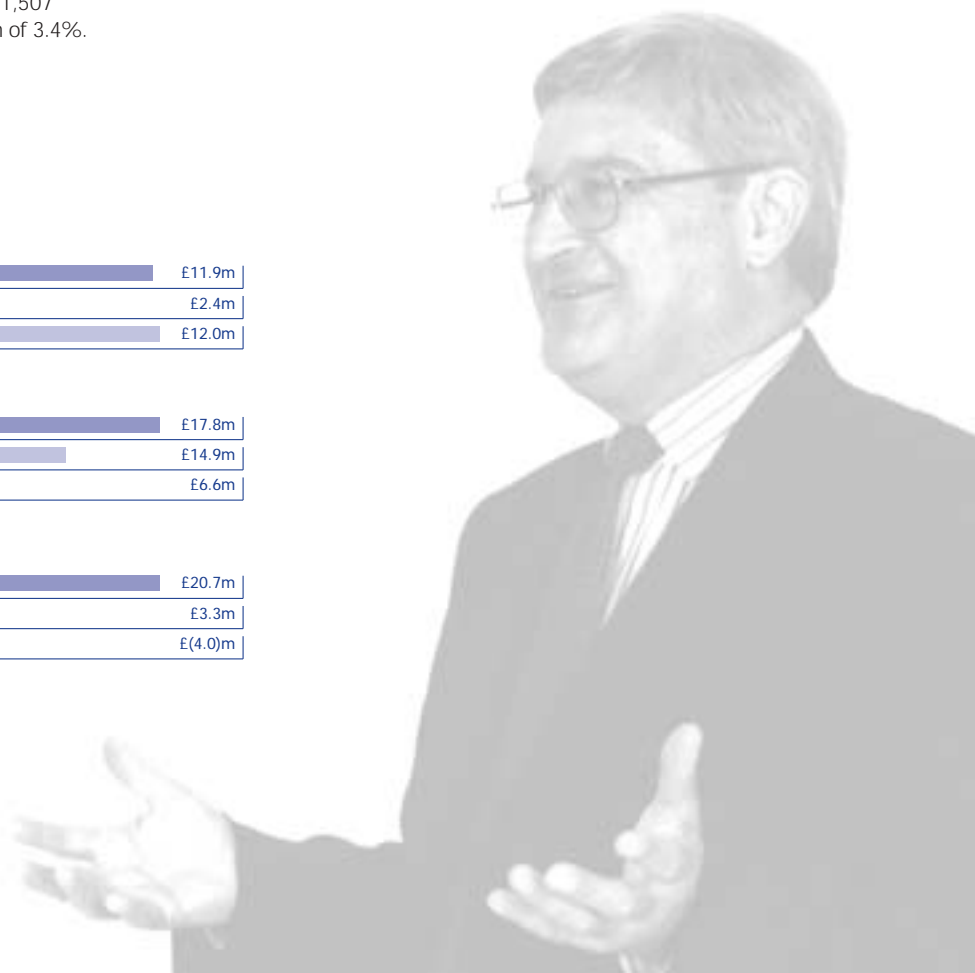 1,507
of 3.4%.
£11.9m
£2.4m
£12.0m
£17.8m
£14.9m
£6.6m
£20.7m
£3.3m
£(4.0)m